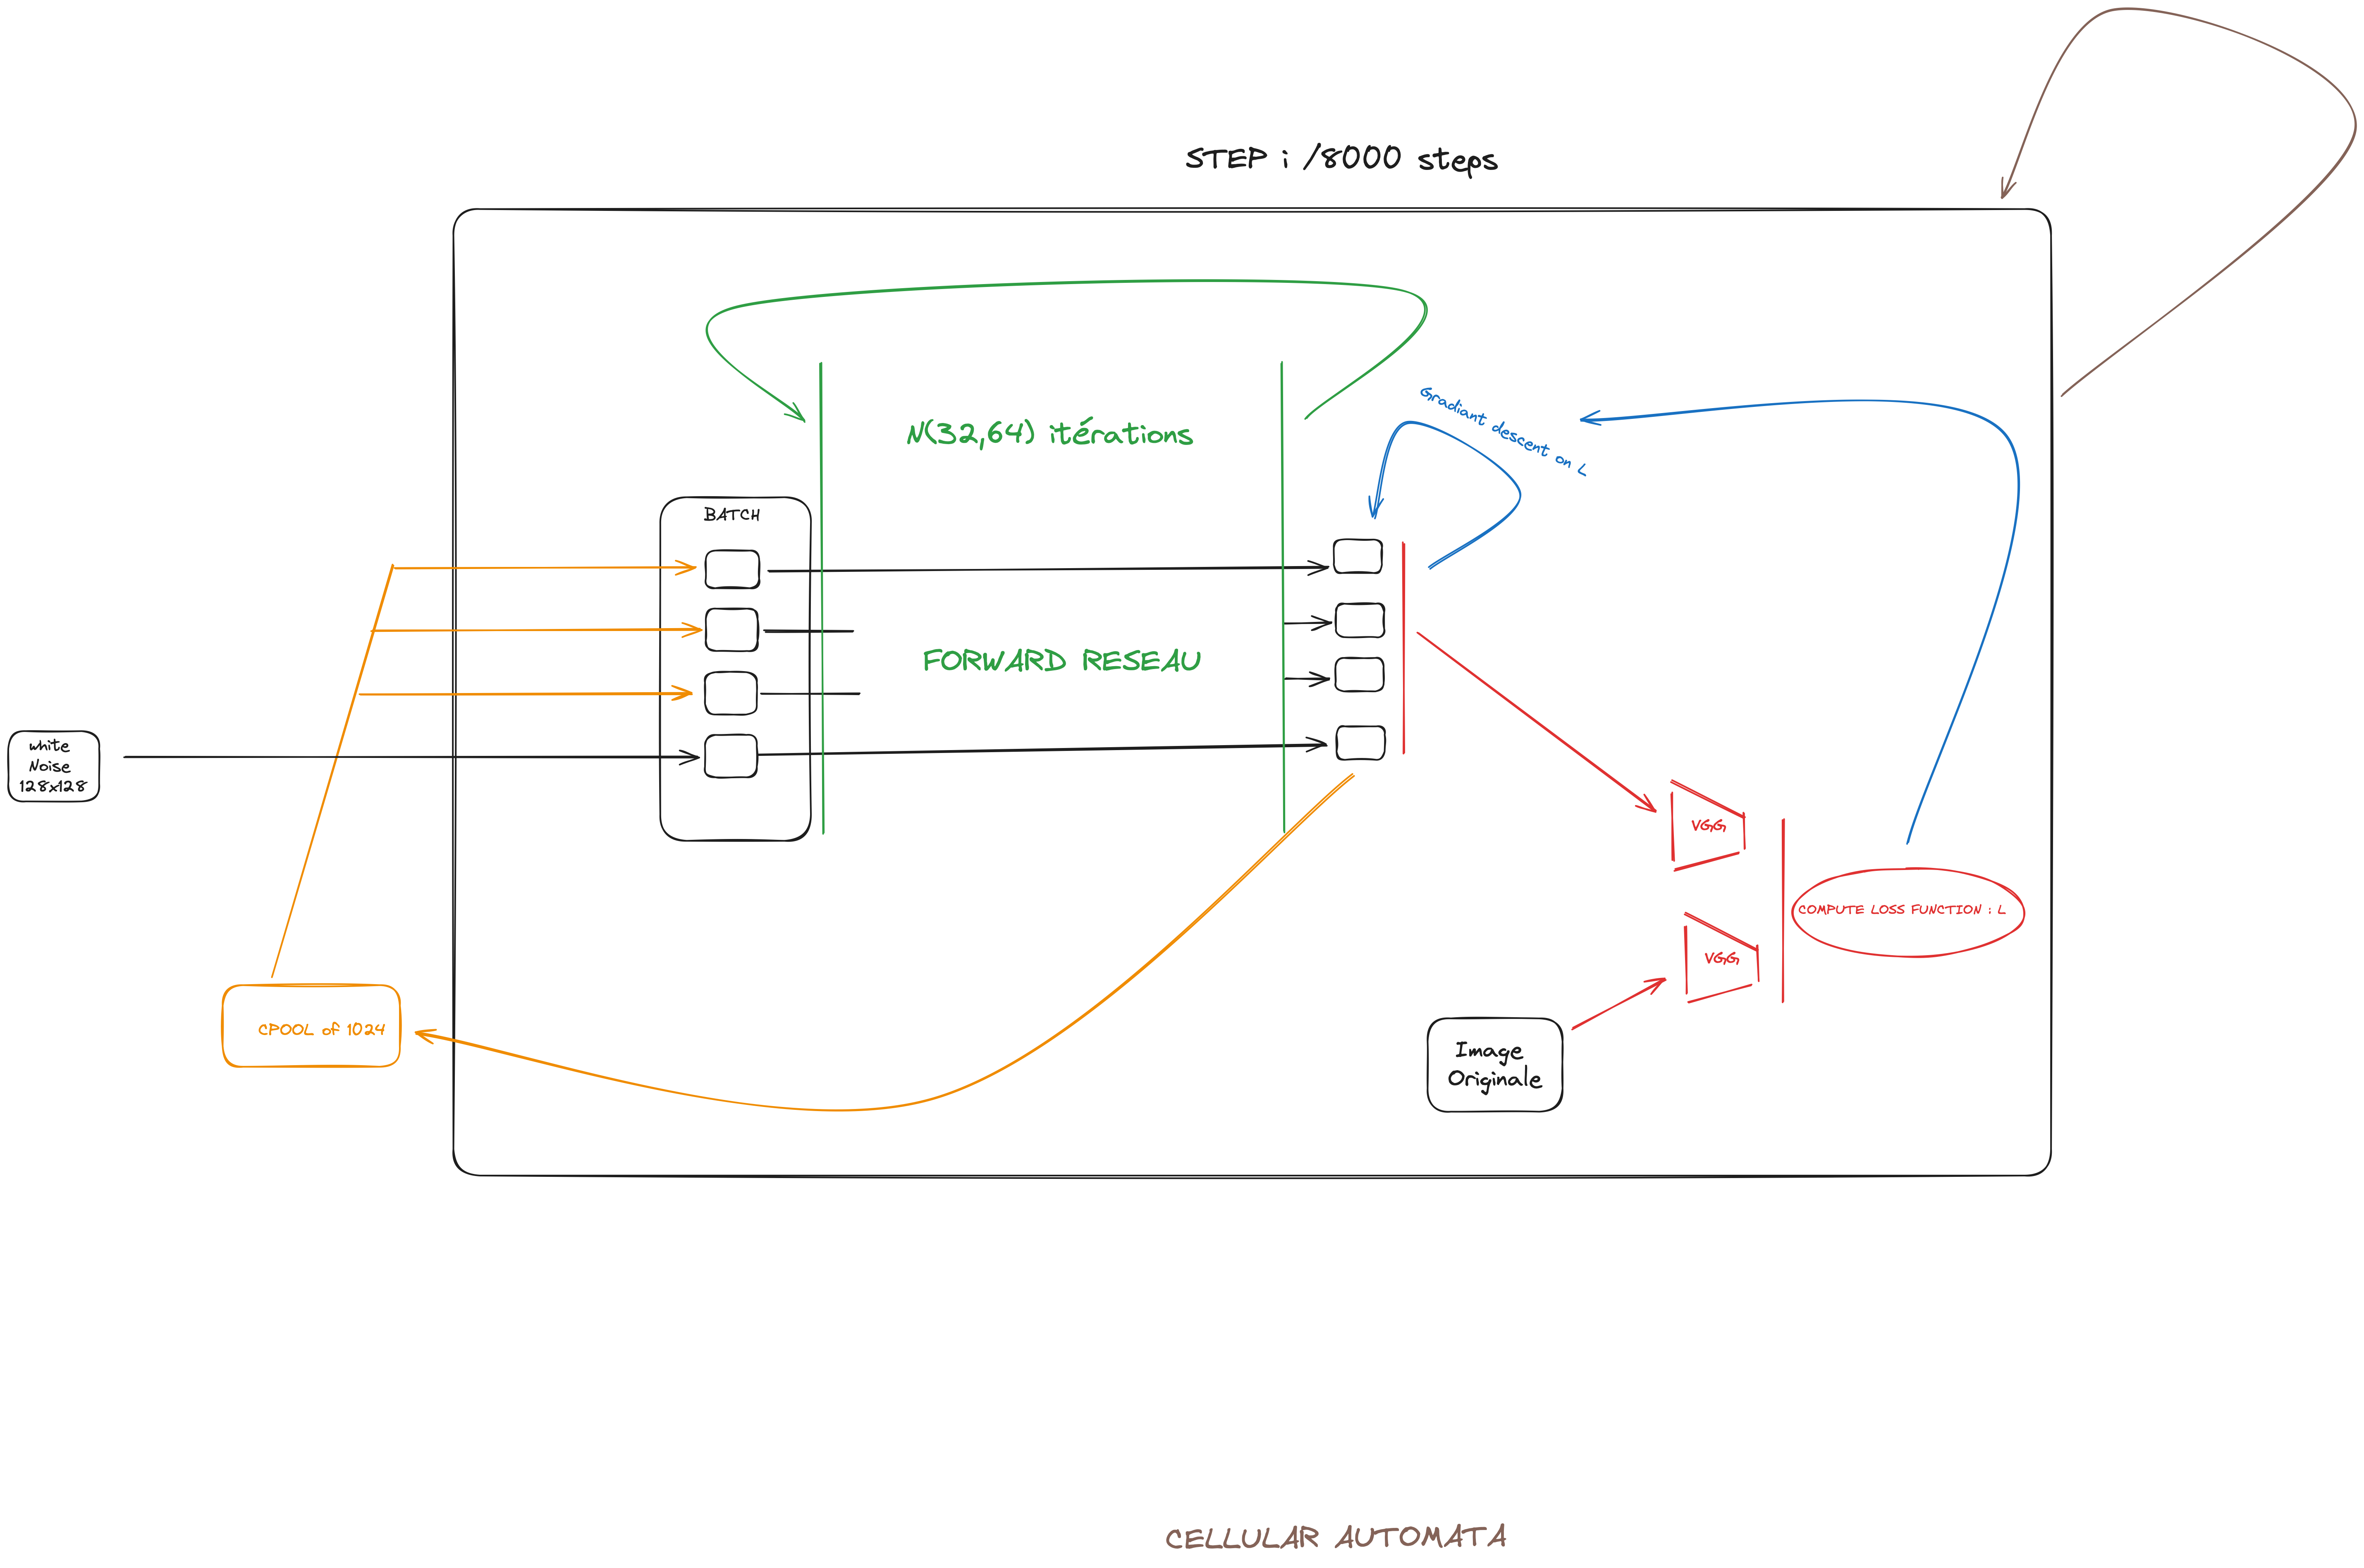 STEP i /8000 steps
Gradiant descent on L
N(32,64) itérations
BATCH
FORWARD RESEAU
white
Noise
128x128
VGG
COMPUTE LOSS FUNCTION : L
VGG
CPOOL of 1024
Image
Originale
CELLULAR AUTOMATA